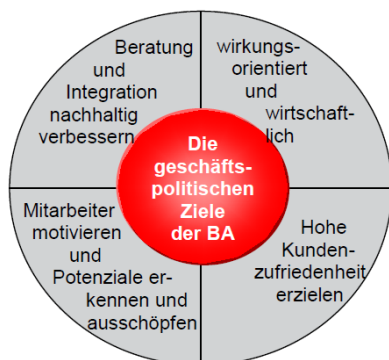 Beratung
und
Integration
nachhaltig
verbessern
wirkungs-
orientiert
und
wirtschaft-
lich
Die
geschäfts-
politischen
Ziele
der BA
Mitarbeiter
motivieren
und
Potenziale er-
kennen und
ausschöpfen
Hohe
Kunden-
zufriedenheit
erzielen